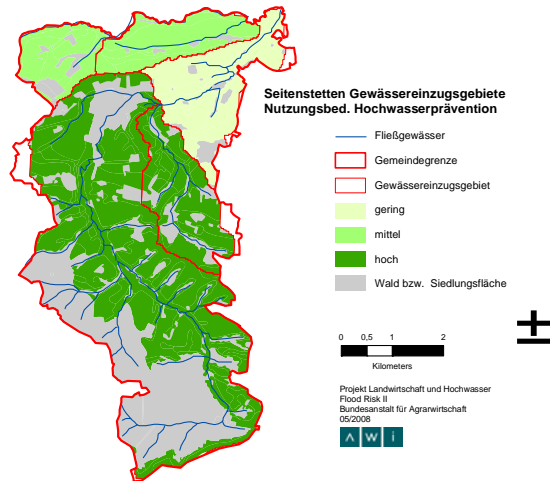 Seitenstetten Gewässereinzugsgebiete
Nutzungsbed. Hochwasserprävention
Fließgewässer
Gemeindegrenze
Gewässereinzugsgebiet
gering
mittel
hoch
Wald bzw. Siedlungsfläche
0 0,5 1 2
Kilometers
Projekt Landwirtschaft und Hochwasser
Flood Risk II
Bundesanstalt für Agrarwirtschaft
05/2008
AWI